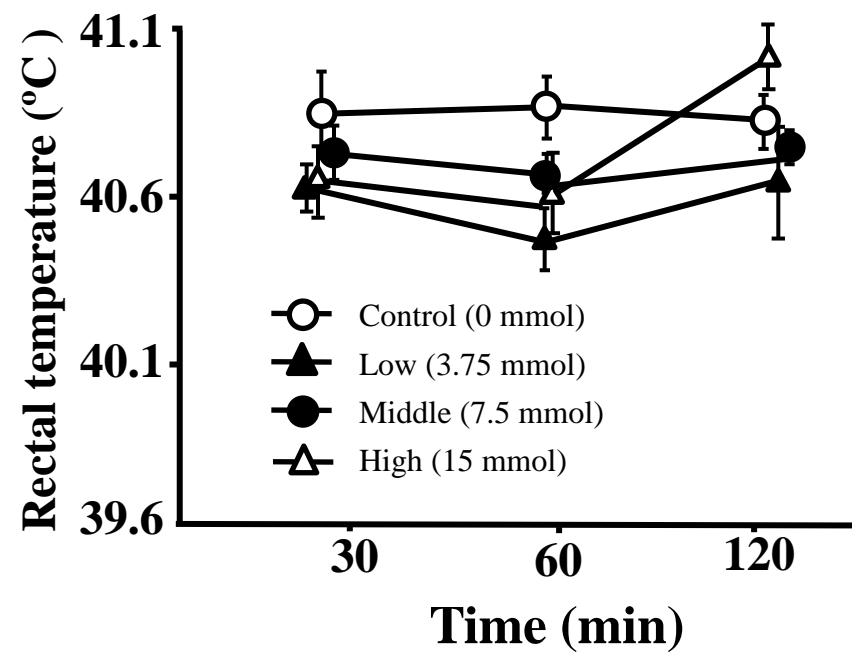 Rectal temperature (ºC )
41.1
40.6
40.1
39.6
Control (0 mmol)
Low (3.75 mmol)
Middle (7.5 mmol)
High (15 mmol)
30 60 120
Time (min)